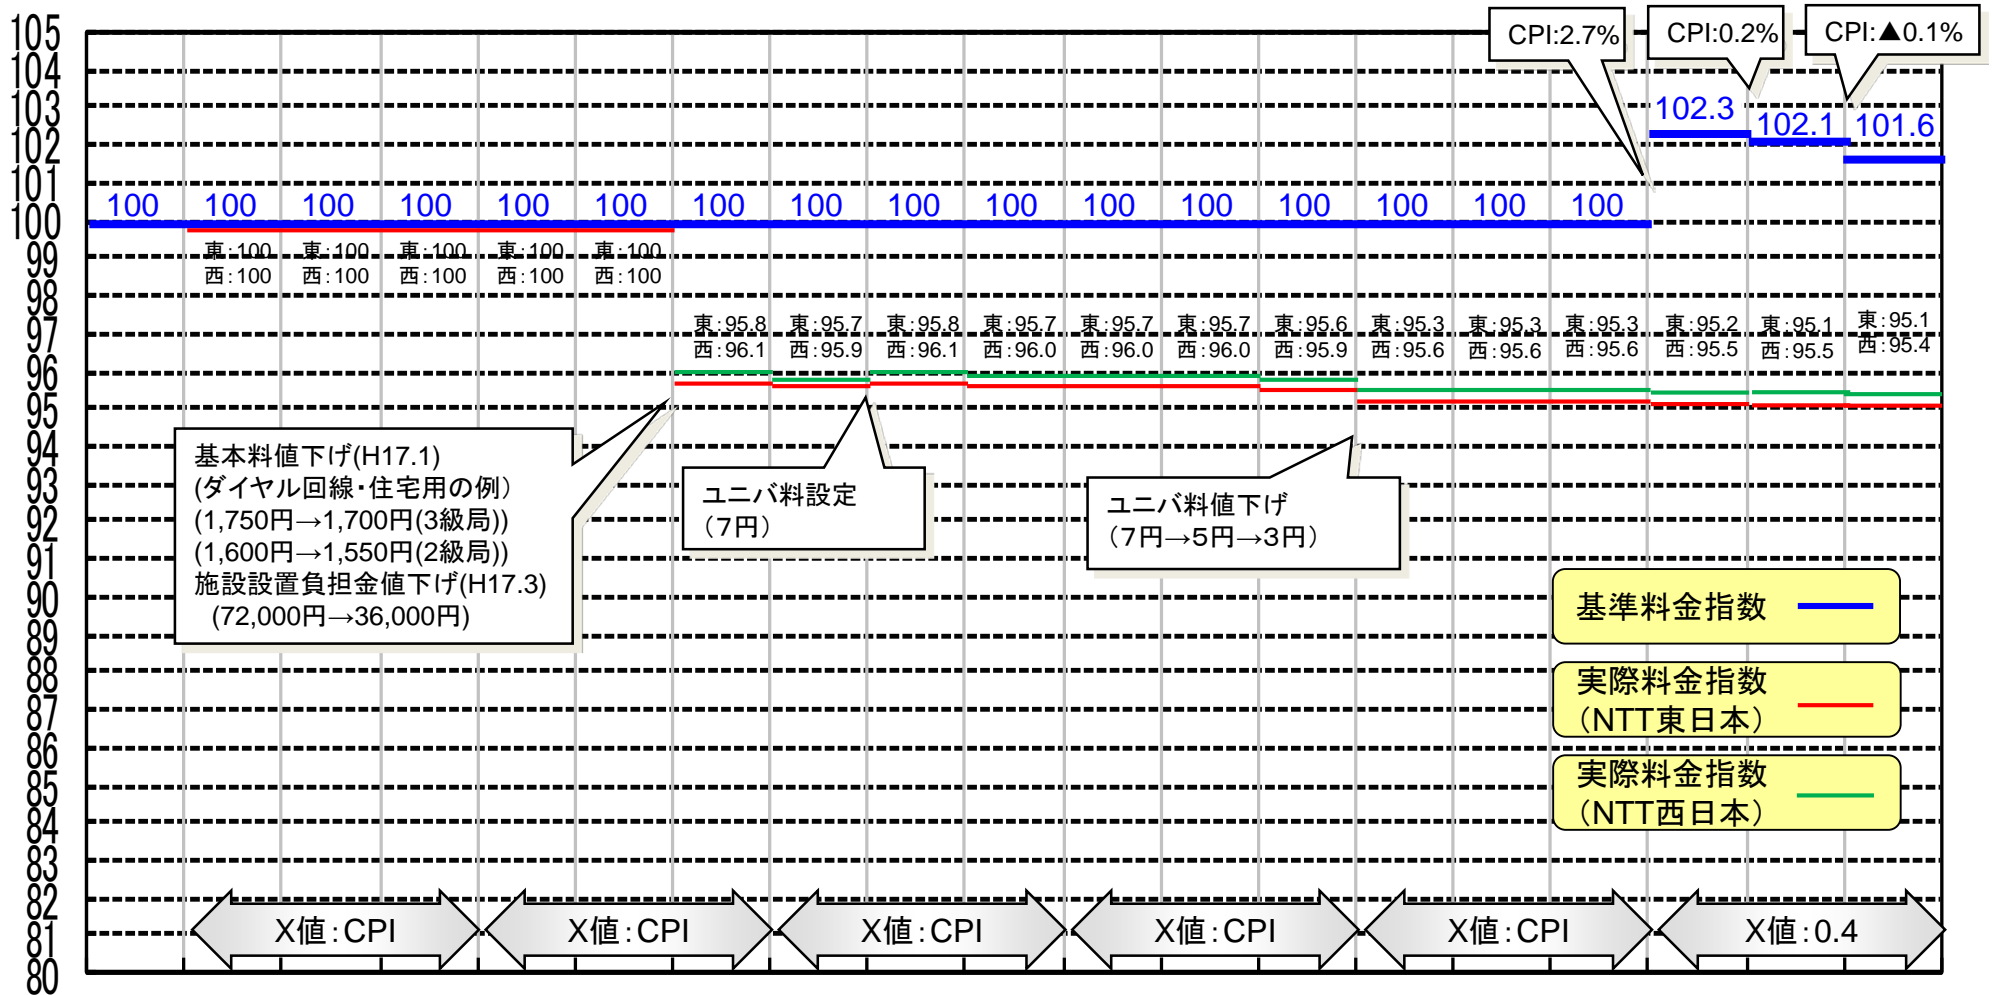 105
104
103
102
101
100
99
98
97
96
95
94
93
92
91
90
89
88
87
86
85
84
83
82
81
80
CPI:2.7%
CPI:0.2%
CPI:▲0.1%
102.3
102.1
101.6
100 100 100 100 100 100 100 100 100 100 100 100 100 100 100 100
東:100 東:100 東:100 東:100 東:100
西:100 西:100 西:100 西:100 西:100
東:95.8 東:95.7 東:95.8 東:95.7 東:95.7 東:95.7 東:95.6 東:95.3 東:95.3 東:95.3 東:95.2 東:95.1 東:95.1
西:96.1 西:95.9 西:96.1 西:96.0 西:96.0 西:96.0 西:95.9 西:95.6 西:95.6 西:95.6 西:95.5 西:95.5 西:95.4
基本料値下げ(H17.1)
(ダイヤル回線・住宅用の例)
(1,750円→1,700円(3級局))
(1,600円→1,550円(2級局))
施設設置負担金値下げ(H17.3)
(72,000円→36,000円)
ユニバ料設定
(7円)
ユニバ料値下げ
(7円→5円→3円)
基準料金指数
実際料金指数
(NTT東日本)
実際料金指数
(NTT西日本)
X値:CPI
X値:CPI
X値:CPI
X値:CPI
X値:CPI
X値:0.4